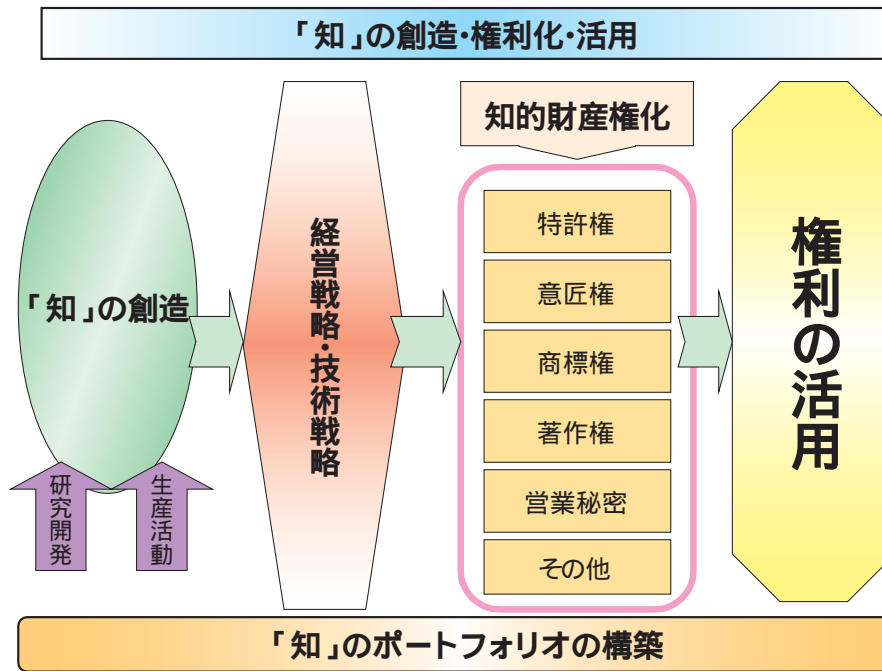 「知」の創造・権利化・活用
「知」の創造
研究開発
生産活動
経営戦略・技術戦略
知的財産権化
特許権
意匠権
商標権
著作権
営業秘密
その他
権利の活用
「知」のポートフォリオの構築